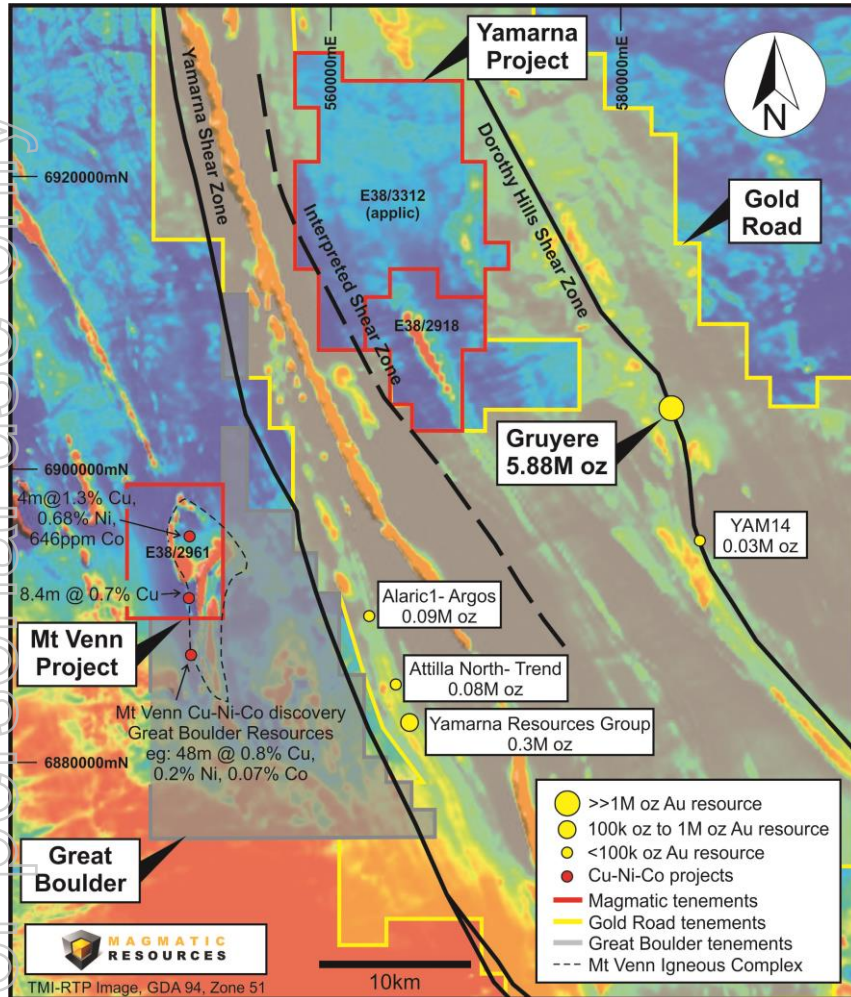 Yamarna
Project
560000mE
580000mE
N
Yamarna Shear Zone
Dorothy Hills Shear Zone
6920000mN
E38/3312
(applic)
Gold
Road
Interpreted Shear Zone
E38/2918
Gruyere
5.88M oz
6900000mN
4m@1.3% Cu,
0.68% Ni,
646ppm Co
E38/2961
YAM14
0.03M oz
8.4m @ 0.7% Cu
Alaric1- Argos
0.09M oz
Mt Venn
Project
Attilla North- Trend
0.08M oz
Mt Venn Cu-Ni-Co discovery
Great Boulder Resources
eg: 48m @ 0.8% Cu,
0.2% Ni, 0.07% Co
Yamarna Resources Group
0.3M oz
6880000mN
Great
Boulder
>>1M oz Au resource
100k oz to 1M oz Au resource
<100k oz Au resource
Cu-Ni-Co projects
Magmatic tenements
Gold Road tenements
Great Boulder tenements
Mt Venn Igneous Complex
MAGMATIC
RESOURCES
10km
TMI-RTP Image, GDA 94, Zone 51
For personal use only